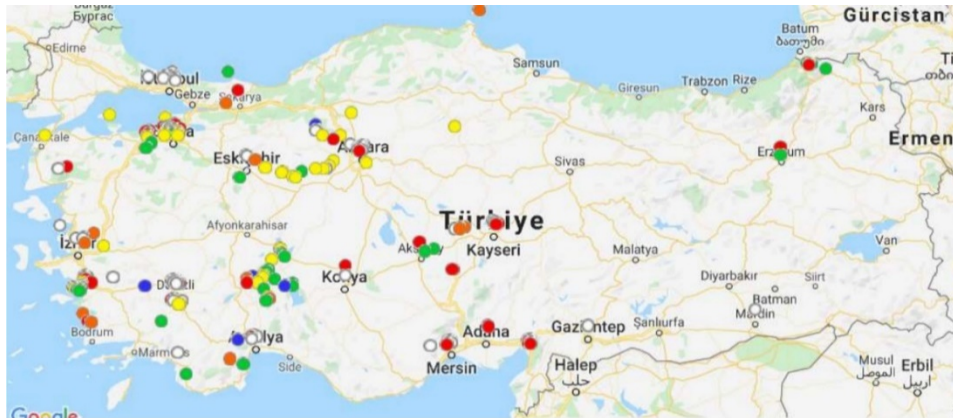 Burgaz
Бургас
Edirne
Gürcistan
Batum
ბათუმი
Samsun
Trabzon
Rize
Giresun
Gebze
Sakarya
Kars
Çanakkale
Ankara
Ermen
Eskişehir
Erzurum
Sivas
Türkiye
Afyonkarahisar
İzmir
Aksaray
Kayseri
Malatya
Van
Konya
Diyarbakır
Siirt
Batman
Denizli
Mardin
Bodrum
Antalya
Adana
Gaziantep
Şanlıurfa
Marmaris
Side
Mersin
Halep
حلب
Musul
الموصل
Erbil
اربيل
Google